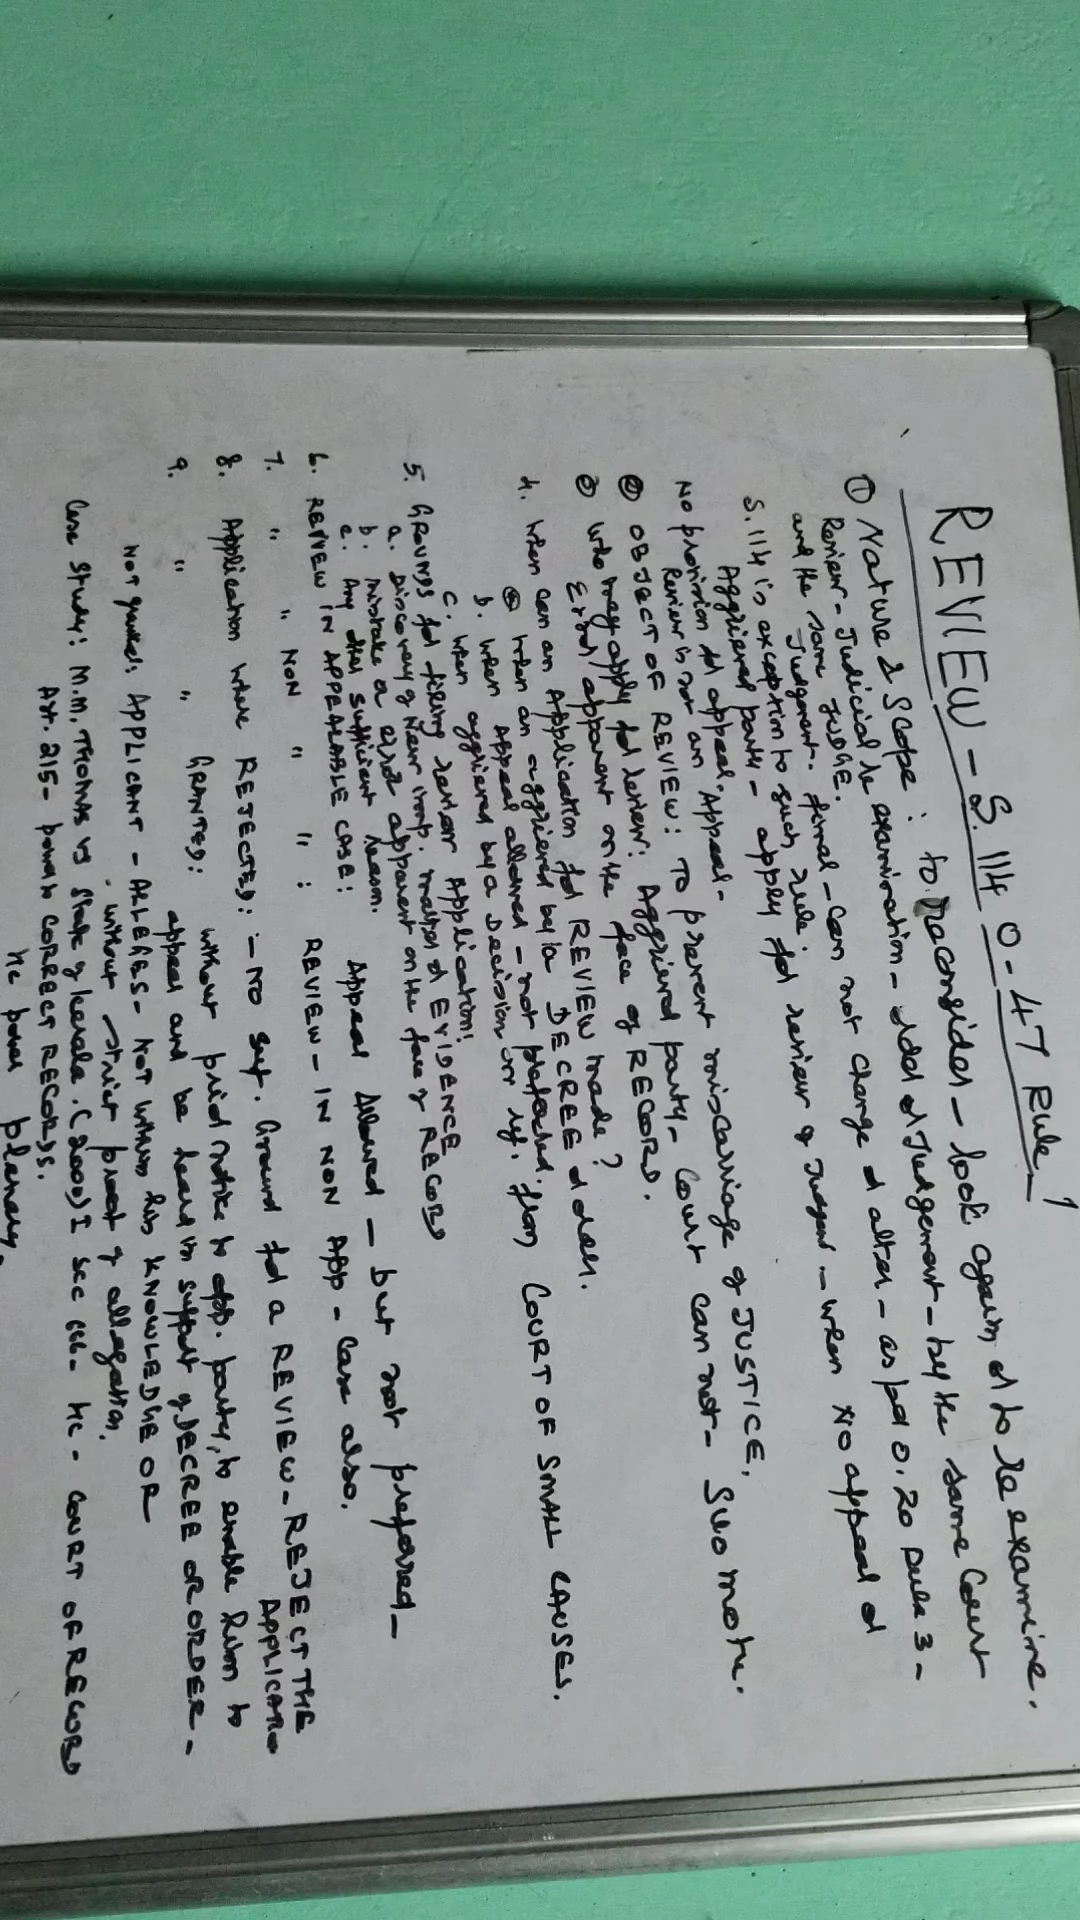 REVIEW - S. 114 O-47 Rule 1
① Nature & Scope : to reconsider - look again or to re examine.
Review - Judicial re examination - order or Judgement - by the same Court
and the same JUDGE.
Judgement. final - can not change or alter - as per O. 20 Rule 3 -
S. 114 is exception to such rule:
Aggrieved party - apply for review of Judgmt - when no appeal or
No provision for appeal. Appeal -
Review is not an
② OBJECT OF REVIEW: TO prevent miscarriage of JUSTICE.
③ Who may apply for review: Aggrieved party - Court can not - Suo motu.
Error apparent on the face of RECORD.
4. When can an Application for REVIEW made?
a when an aggrieved by a DECREE or order.
b. when Appeal allowed - not preferred.
c. when aggrieved by a Decision on ref. from COURT OF SMALL CAUSES.
5. GROUNDS for filing review Application:
a. Discovery of New imp. matter or EVIDENCE
b. mistake or error apparent on the face of RECORD
c. Any other sufficient reason.
6. REVIEW IN APPEALABLE CASE: Appeal Allowed - but not preferred -
7. " " NON " " : REVIEW - IN NON APP - Case also.
8. Application where REJECTED: - NO suf. Ground for a REVIEW - REJECT THE
9. " " GRANTED: without prior notice to opp. party, to enable him to
appear and be heard in support of DECREE OR ORDER -
Not granted: APPLICANT - ALLEGES - NOT within his KNOWLEDGE OR
without strict proof of allegation.
Case Study: M.M. THOMAS vs State of Kerala. (2000) I SCC 666 - HC - COURT OF RECORD
Art. 215 - power to CORRECT RECORDS.
HC power plenary.